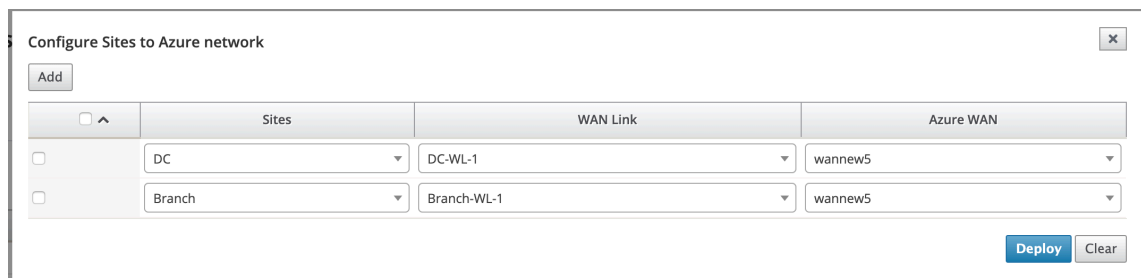 Configure Sites to Azure network
Add
Sites WAN Link Azure WAN
DC DC-WL-1 wannew5
Branch Branch-WL-1 wannew5
Deploy Clear